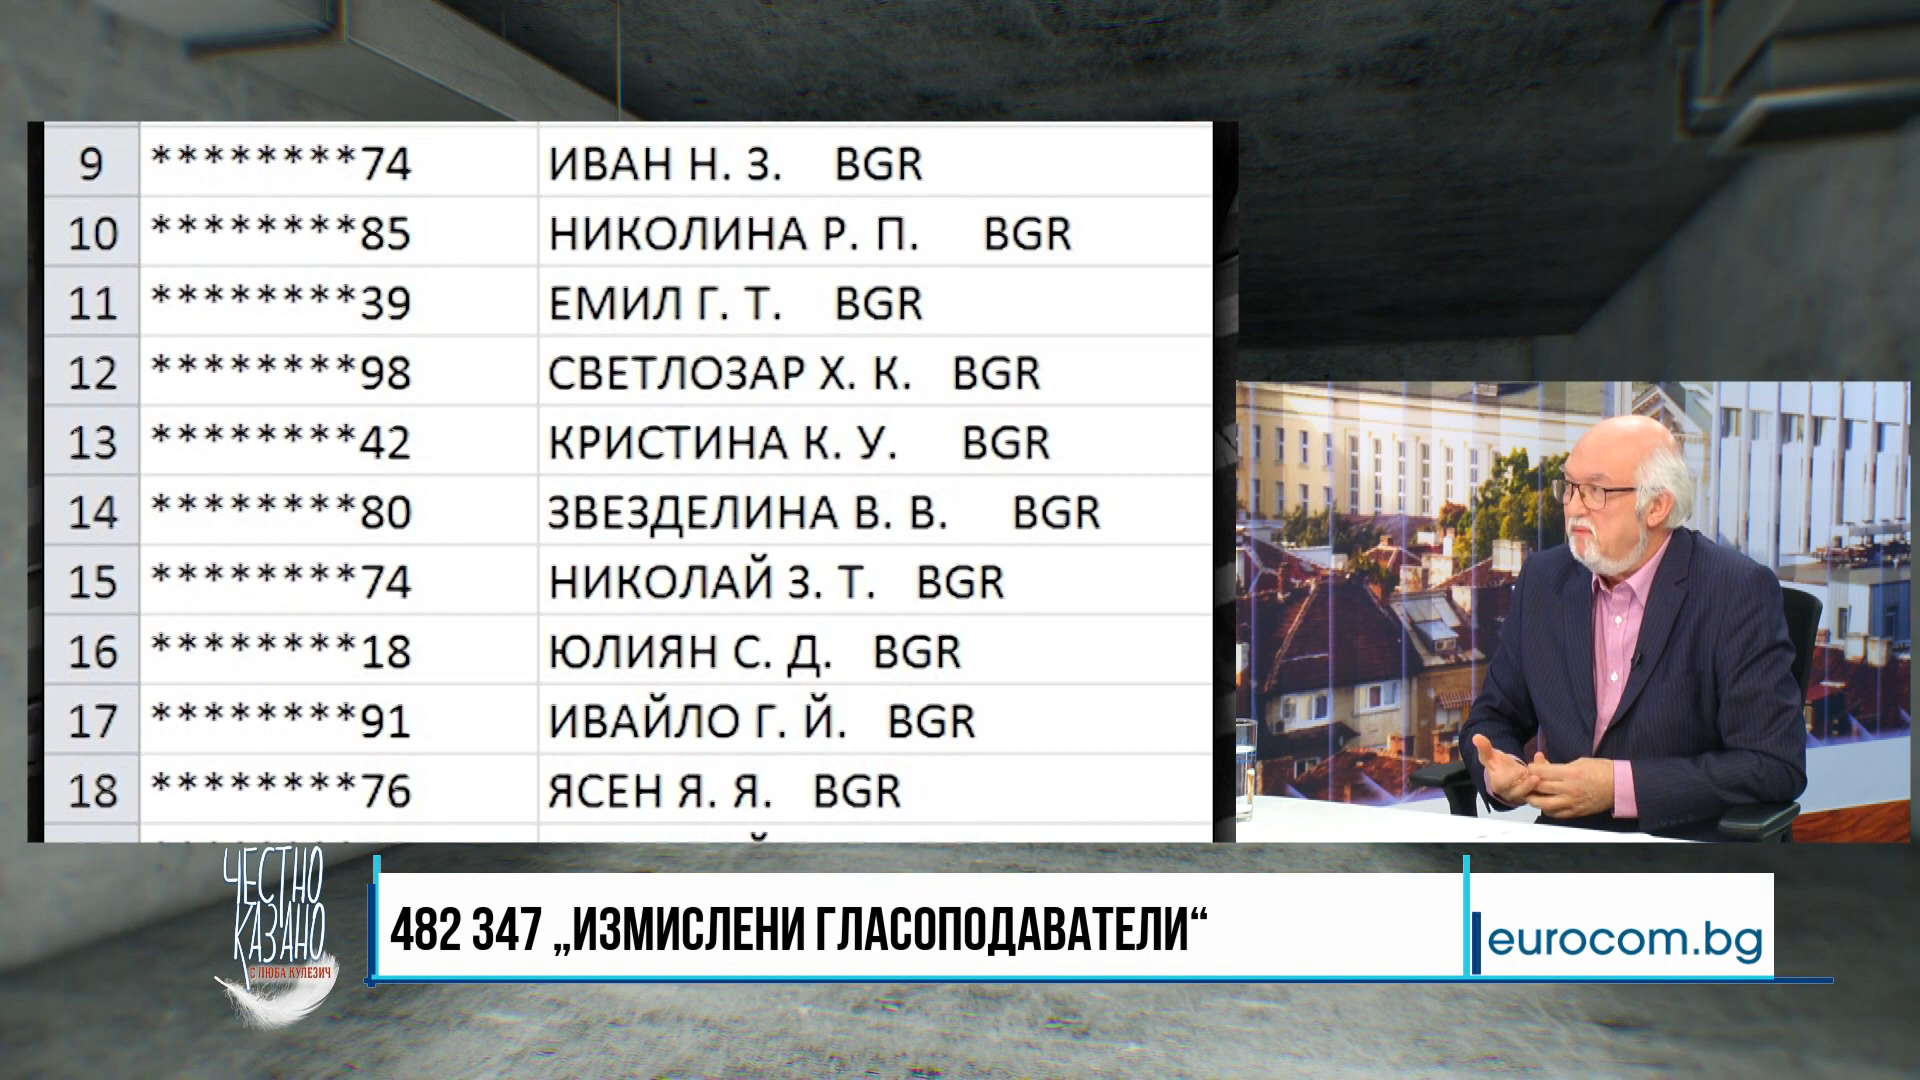 9 ********74 ИВАН Н. З. BGR
10 ********85 НИКОЛИНА Р. П. BGR
11 ********39 ЕМИЛ Г. Т. BGR
12 ********98 СВЕТЛОЗАР Х. К. BGR
13 ********42 КРИСТИНА К. У. BGR
14 ********80 ЗВЕЗДЕЛИНА В. В. BGR
15 ********74 НИКОЛАЙ З. Т. BGR
16 ********18 ЮЛИЯН С. Д. BGR
17 ********91 ИВАЙЛО Г. Й. BGR
18 ********76 ЯСЕН Я. Я. BGR
ЧЕСТНО
КАЗАНО
С ЛЮБА КУЛЕЗИЧ
482 347 „ИЗМИСЛЕНИ ГЛАСОПОДАВАТЕЛИ“
eurocom.bg